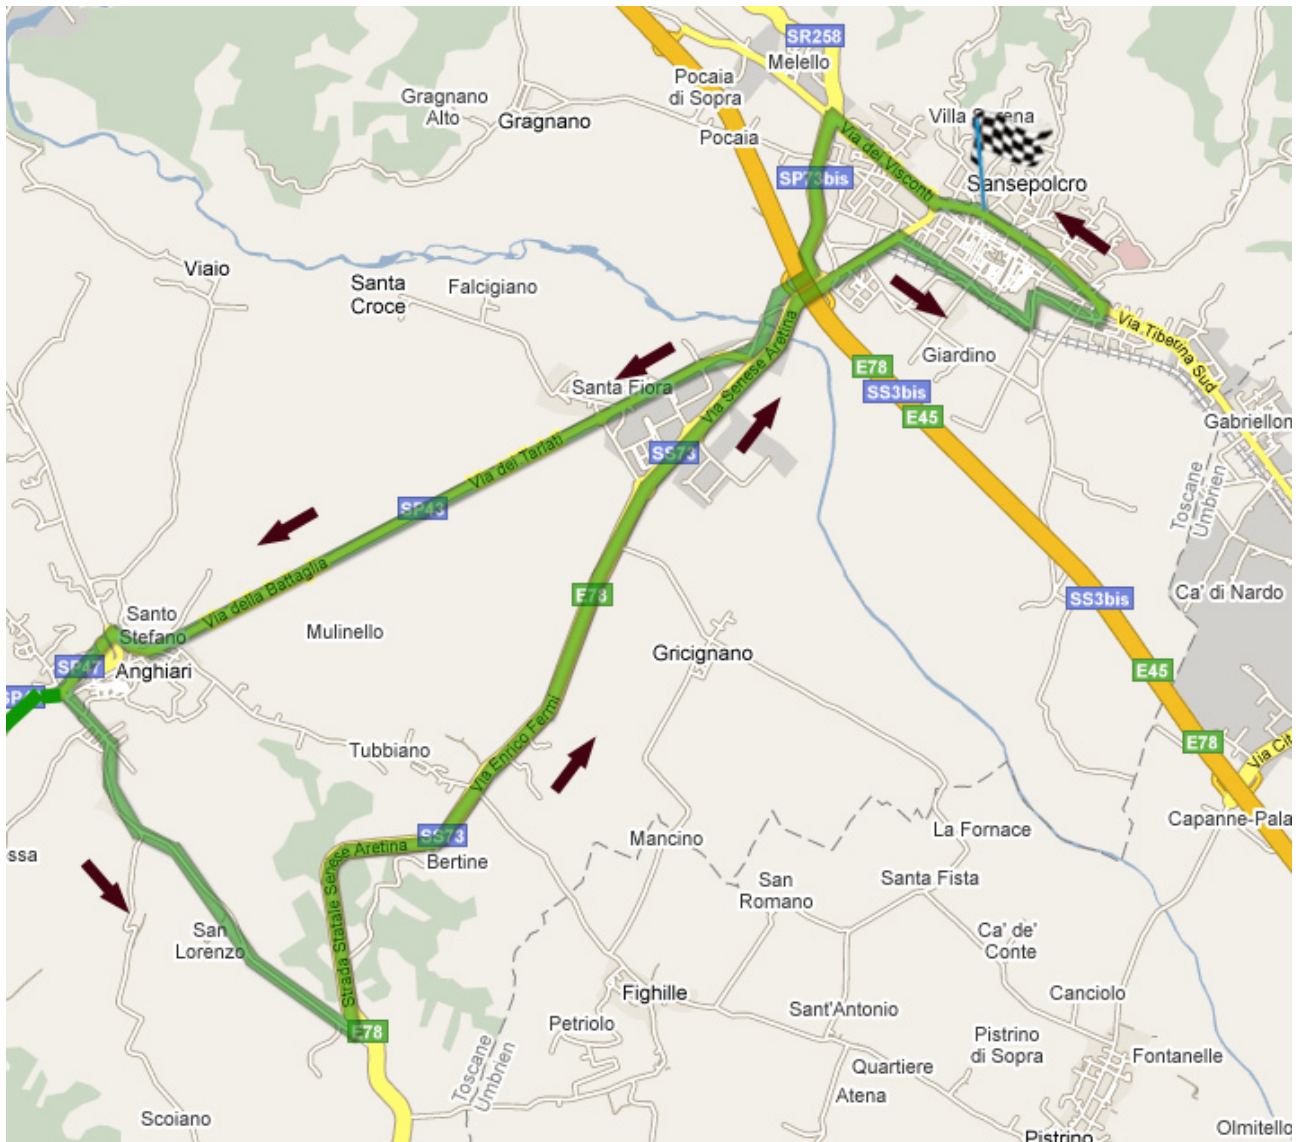 SR258
Melello
Pocaia
di Sopra
Gragnano
Alto
Gragnano
Pocaia
Villa Serena
Via dei Visconti
SP73bis
Sansepolcro
Viaio
Santa
Croce
Falcigiano
Giardino
Via Tiberina Sud
Via Senese Aretina
E78
SS3bis
E45
Santa Fiora
Gabriellon
Via dei Tarlati
SS73
SP43
Toscane
Umbrien
Via della Battaglia
E78
SS3bis
Ca' di Nardo
Santo
Stefano
Mulinello
Gricignano
SP47
Anghiari
E45
Via Enrico Fermi
E78
Via Cit
Tubbiano
Capanne-Pala
SS73
Mancino
La Fornace
Strada Statale Senese Aretina
Bertine
essa
San
Romano
Santa Fista
San
Lorenzo
Ca' de'
Conte
Fighille
Canciolo
Sant'Antonio
E78
Petriolo
Pistrino
di Sopra
Fontanelle
Toscane
Umbrien
Quartiere
Atena
Scoiano
Olmitello
Pistrino